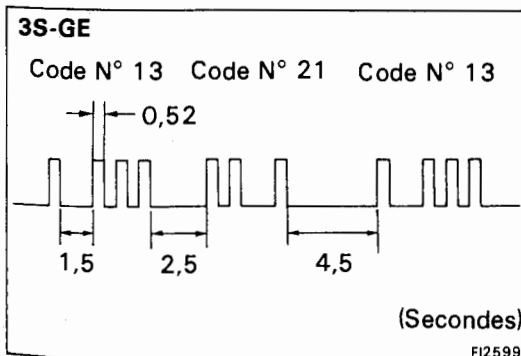 3S-GE
Code N° 13 Code N° 21 Code N° 13
0,52
1,5 2,5 4,5
(Secondes)
FI2599